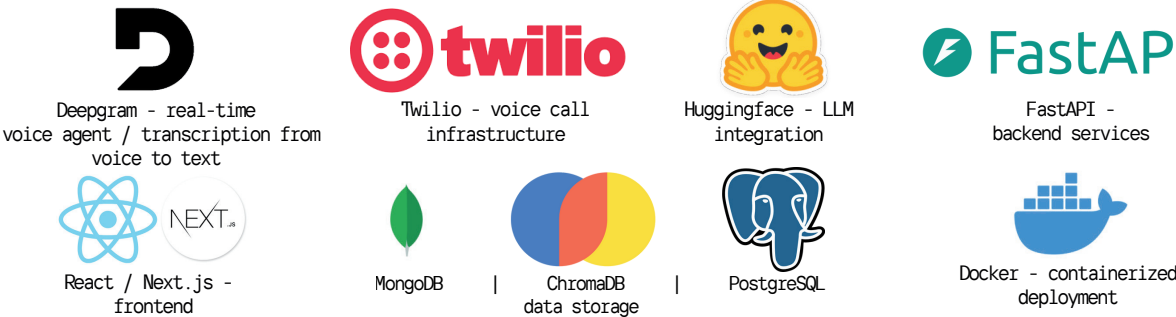 twilio
FastAP
Deepgram - real-time
voice agent / transcription from
voice to text
Twilio - voice call
infrastructure
Huggingface - LLM
integration
FastAPI -
backend services
NEXT.JS
React / Next.js -
frontend
MongoDB | ChromaDB | PostgreSQL
data storage
Docker - containerized
deployment